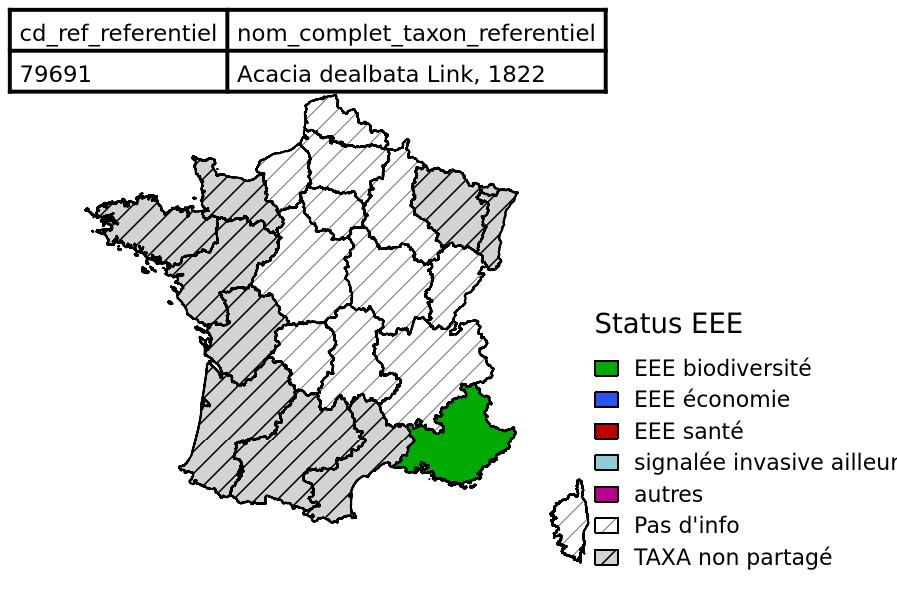 cd_ref_referentiel nom_complet_taxon_referentiel
79691 Acacia dealbata Link, 1822
Status EEE
EEE biodiversité
EEE économie
EEE santé
signalée invasive ailleur
autres
Pas d'info
TAXA non partagé